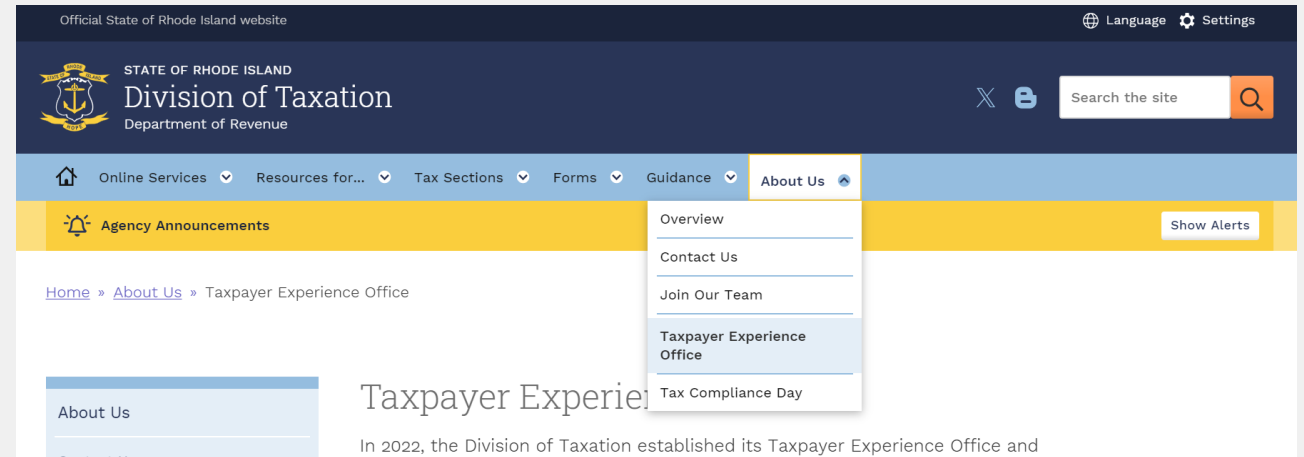 Official State of Rhode Island website
Language Settings
STATE OF RHODE ISLAND
Division of Taxation
Department of Revenue
Search the site
Online Services Resources for... Tax Sections Forms Guidance About Us
Agency Announcements
Show Alerts
Overview
Contact Us
Join Our Team
Taxpayer Experience
Office
Tax Compliance Day
Home » About Us » Taxpayer Experience Office
About Us
Taxpayer
In 2022, the Division of Taxation established its Taxpayer Experience Office and